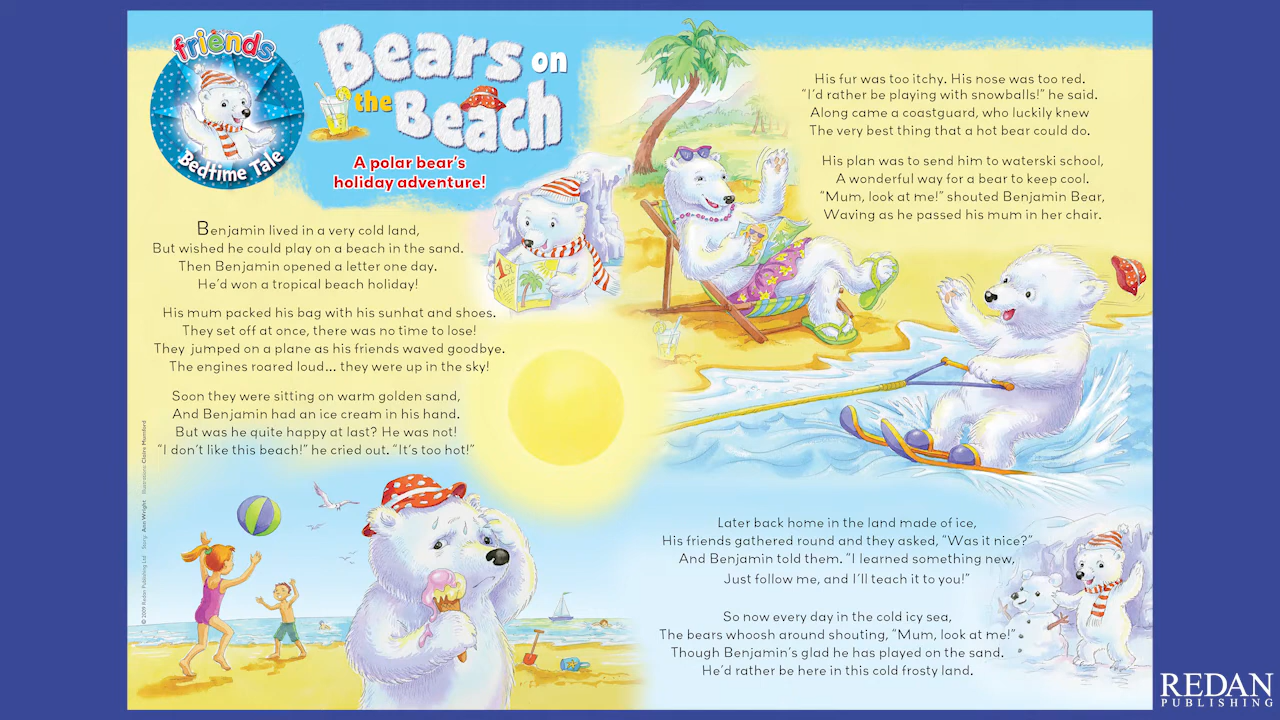 friends
Bedtime Tale
Bears on
the Beach
A polar bear's
holiday adventure!
Benjamin lived in a very cold land,
But wished he could play on a beach in the sand.
Then Benjamin opened a letter one day.
He'd won a tropical beach holiday!
His mum packed his bag with his sunhat and shoes.
They set off at once, there was no time to lose!
They jumped on a plane as his friends waved goodbye.
The engines roared loud... they were up in the sky!
Soon they were sitting on warm golden sand,
And Benjamin had an ice cream in his hand.
But was he quite happy at last? He was not!
"I don't like this beach!" he cried out. "It's too hot!"
© 2019 Redan Publishing Ltd Story: Ann Wright Illustrations: Claire Mumford
His fur was too itchy. His nose was too red.
"I'd rather be playing with snowballs!" he said.
Along came a coastguard, who luckily knew
The very best thing that a hot bear could do.
His plan was to send him to waterski school,
A wonderful way for a bear to keep cool.
"Mum, look at me!" shouted Benjamin Bear,
Waving as he passed his mum in her chair.
Later back home in the land made of ice,
His friends gathered round and they asked, "Was it nice?"
And Benjamin told them, I learned something new,
Just follow me, and I'll teach it to you!"
So now every day in the cold icy sea,
The bears whoosh around shouting, "Mum, look at me!"
Though Benjamin's glad he has played on the sand.
He'd rather be here in this cold frosty land.
REDAN
PUBLISHING